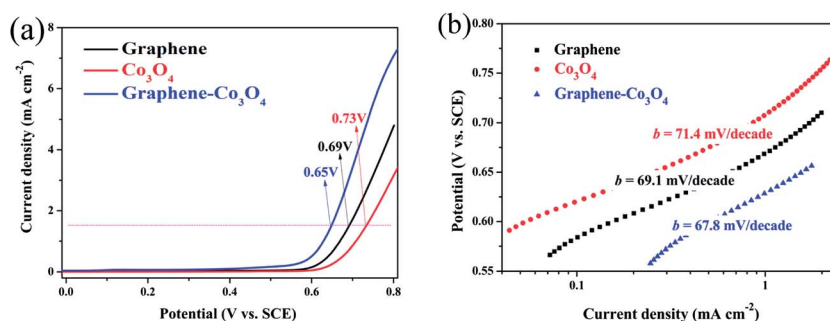 (a)
Graphene
Co₃O₄
Graphene-Co₃O₄
0.73V
0.69V
0.65V
Current density (mA cm⁻²)
8
6
4
2
0
0.0 0.2 0.4 0.6 0.8
Potential (V vs. SCE)
(b)
Graphene
Co₃O₄
Graphene-Co₃O₄
b = 71.4 mV/decade
b = 69.1 mV/decade
b = 67.8 mV/decade
Potential (V vs. SCE)
0.80
0.75
0.70
0.65
0.60
0.55
0.1 1
Current density (mA cm⁻²)